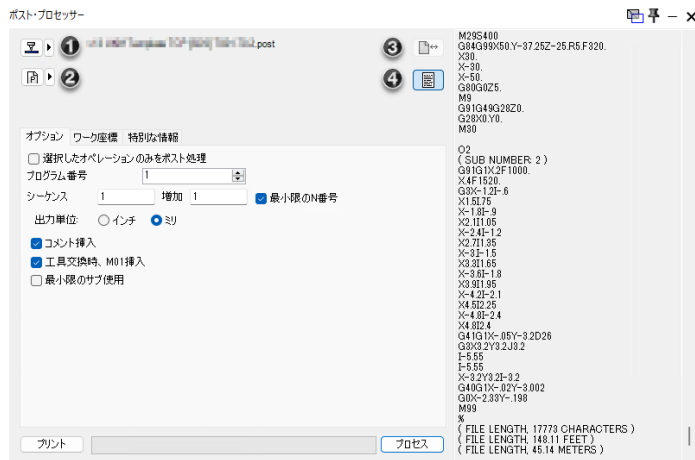 ポスト・プロセッサー
1
.post
3
2
4
オプション ワーク座標 特別な情報
選択したオペレーションのみをポスト処理
プログラム番号 1
シーケンス 1 増加 1 最小限のN番号
出力単位: インチ ミリ
コメント挿入
工具交換時、M01挿入
最小限のサブ使用
プリント プロセス
M29S400
G84G99X50.Y-37.25Z-25.R5.F320.
X30.
X-30.
X-50.
G80G0Z5.
M9
G91G49G28Z0.
G28X0.Y0.
M30
O2
( SUB NUMBER: 2 )
G91G1X.2F1000.
X.4F1520.
G3X-1.2I-.6
X1.5I.75
X-1.8I-.9
X2.1I1.05
X-2.4I-1.2
X2.7I1.35
X-3.I-1.5
X3.3I1.65
X-3.6I-1.8
X3.9I1.95
X-4.2I-2.1
X4.5I2.25
X-4.8I-2.4
X4.8I2.4
G41G1X-.05Y-3.2D26
G3X3.2Y3.2J3.2
I-5.55
I-5.55
X-3.2Y3.2I-3.2
G40G1X-.02Y-3.002
G0X-2.33Y-.198
M99
%
( FILE LENGTH, 17773 CHARACTERS )
( FILE LENGTH, 148.11 FEET )
( FILE LENGTH, 45.14 METERS )